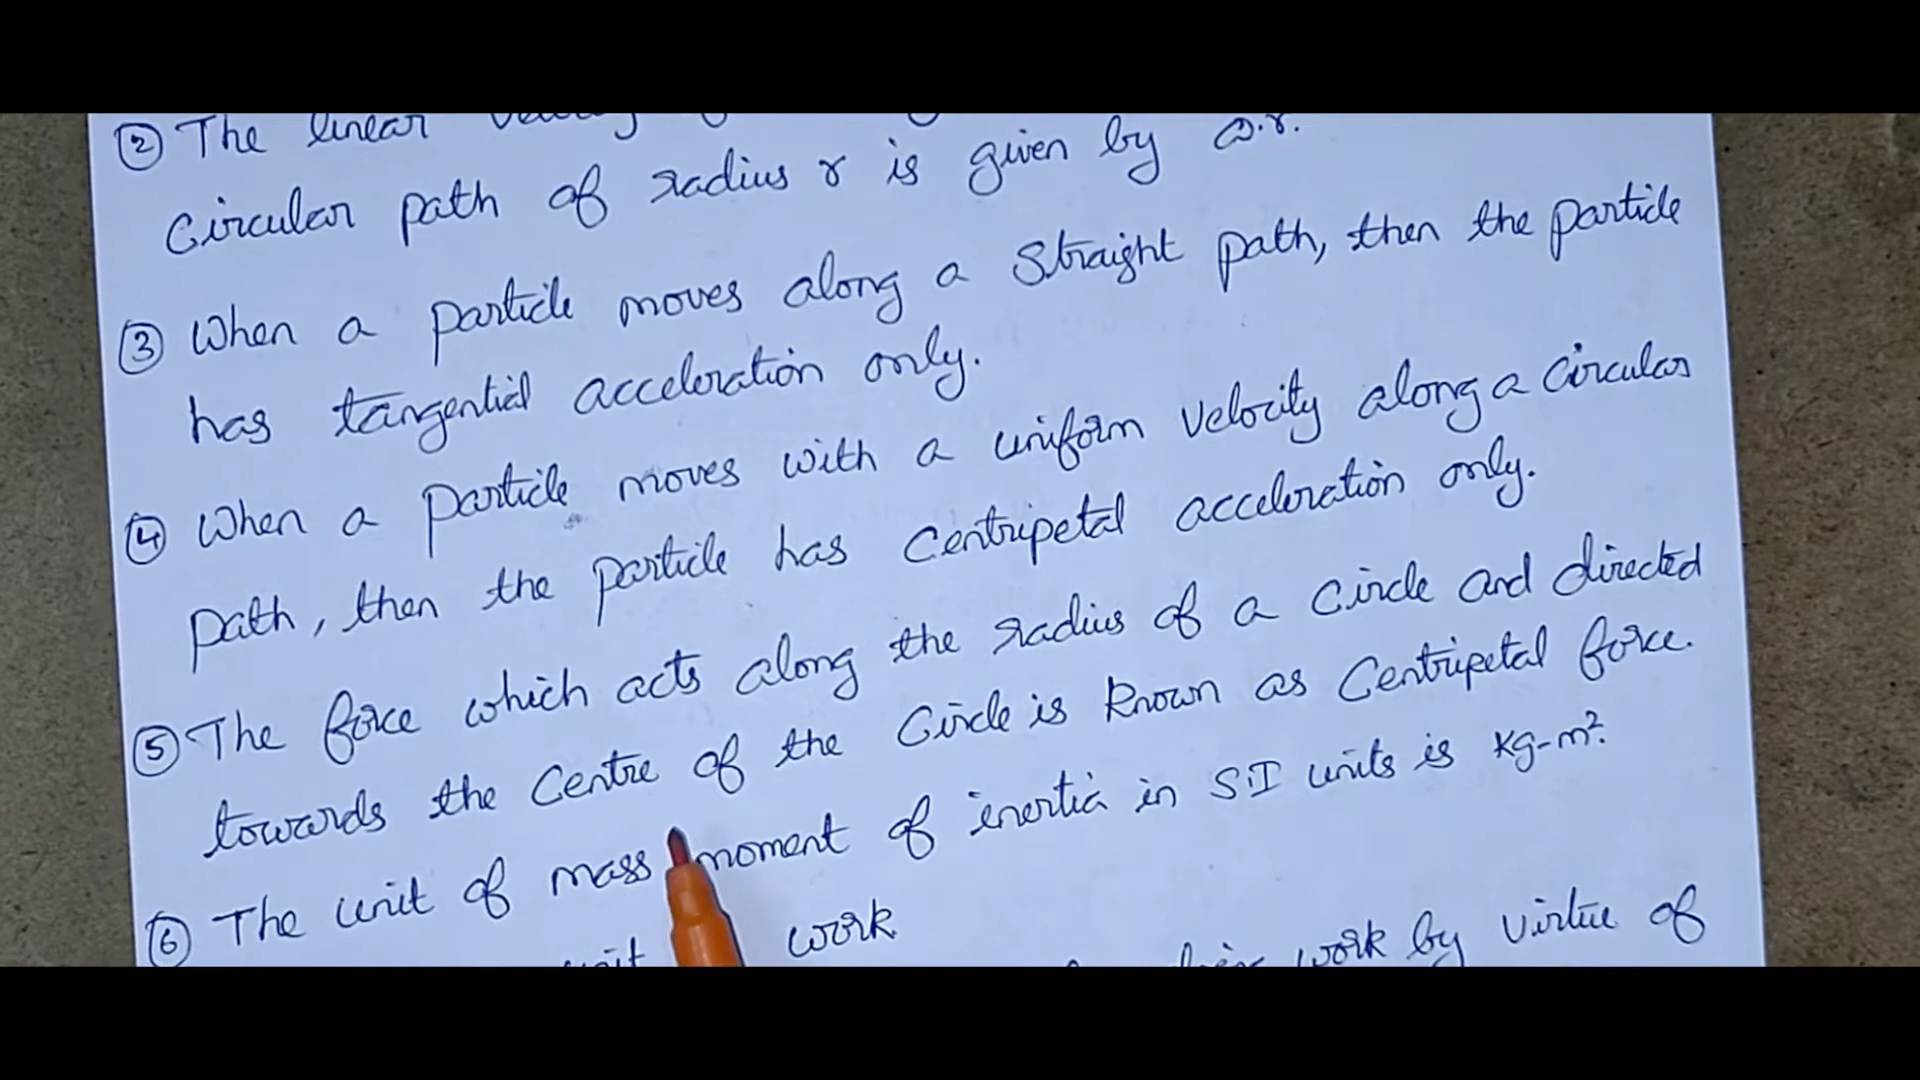 ② The linear
Circular path of radius r is given by ω.r.
③ When a particle moves along a straight path, then the particle
has tangential acceleration only.
④ When a particle moves with a uniform velocity along a Circular
path, then the particle has Centripetal acceleration only.
⑤ The force which acts along the radius of a circle and directed
towards the Centre of the Circle is known as Centripetal force.
⑥ The unit of mass moment of inertia in S.I units is kg-m².
unit work
work by virtue of